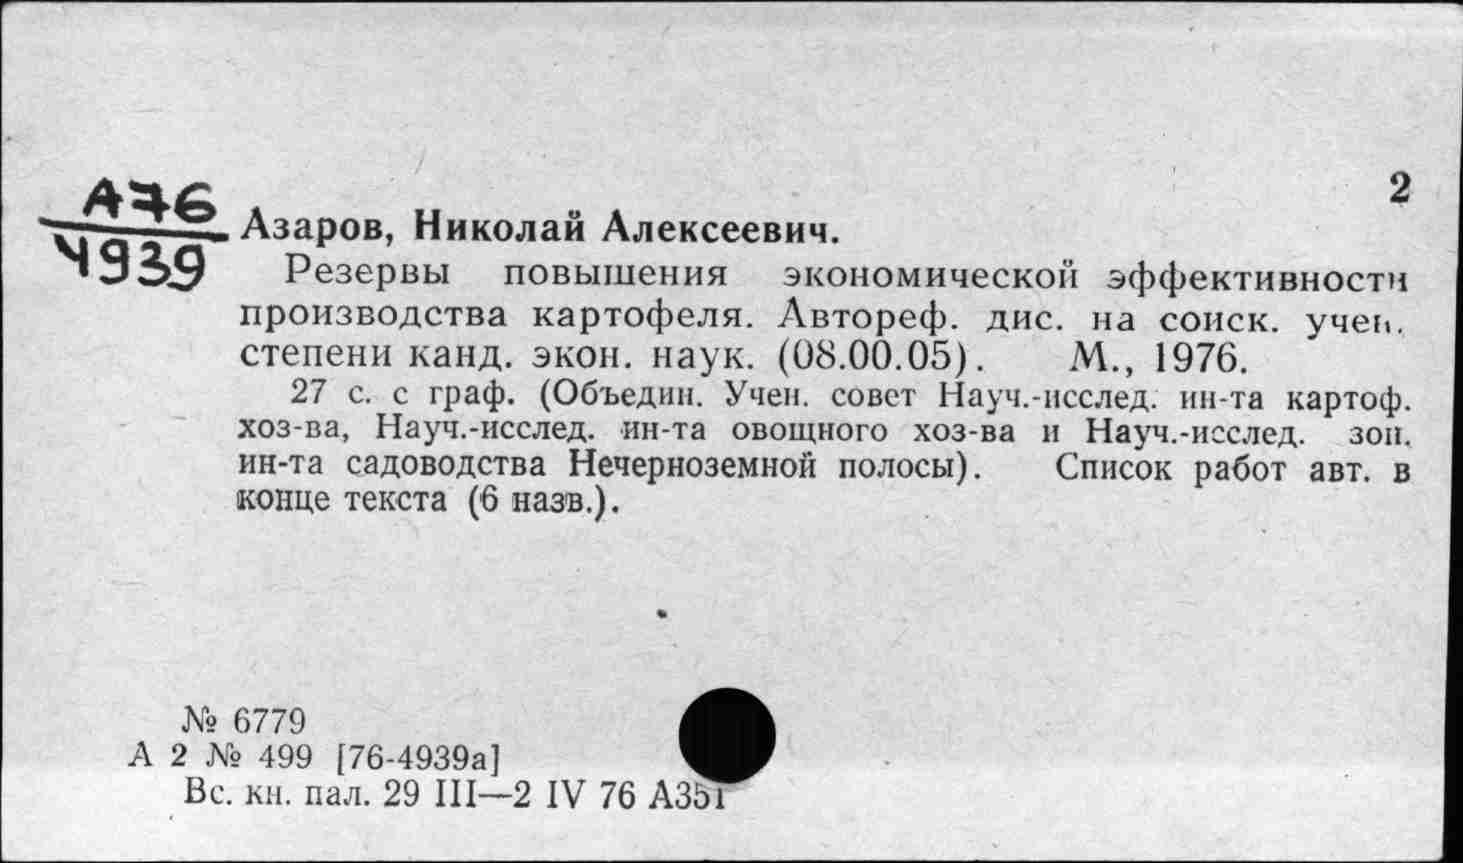 2
А76
4939
Азаров, Николай Алексеевич.
Резервы повышения экономической эффективности
производства картофеля. Автореф. дис. на соиск. учен.
степени канд. экон. наук. (08.00.05). М., 1976.
27 с. с граф. (Объедин. Учен. совет Науч.-исслед. ин-та картоф.
хоз-ва, Науч.-исслед. ин-та овощного хоз-ва и Науч.-исслед. зон.
ин-та садоводства Нечерноземной полосы). Список работ авт. в
конце текста (6 назв.).
№ 6779
А 2 № 499 [76-4939а]
Вс. кн. пал. 29 III—2 IV 76 А351